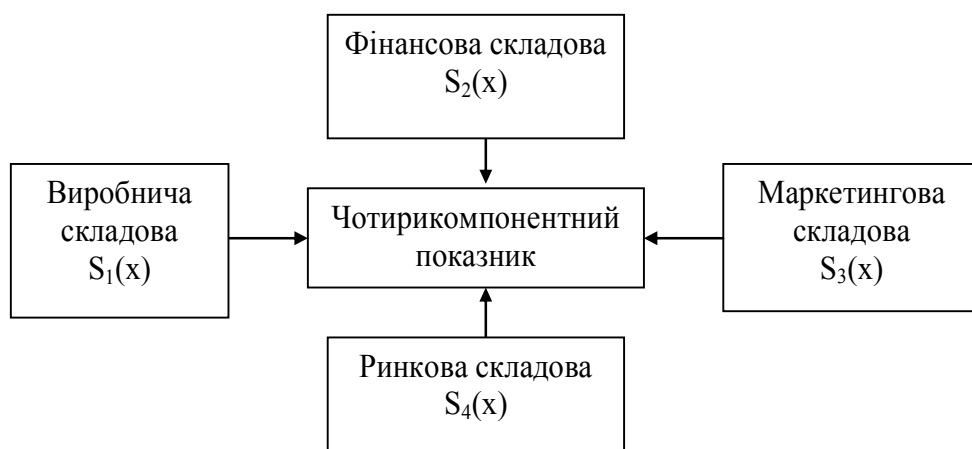 Фінансова складова
S₂(x)
Виробнича
складова
S₁(x)
Чотирикомпонентний
показник
Маркетингова
складова
S₃(x)
Ринкова складова
S₄(x)